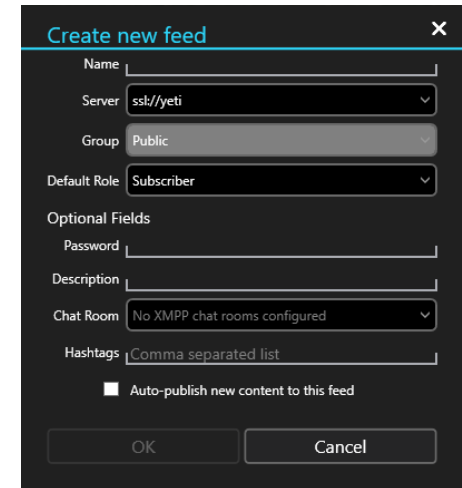 Create new feed
Name
Server ssl://yeti
Group Public
Default Role Subscriber
Optional Fields
Password
Description
Chat Room No XMPP chat rooms configured
Hashtags Comma separated list
Auto-publish new content to this feed
OK Cancel